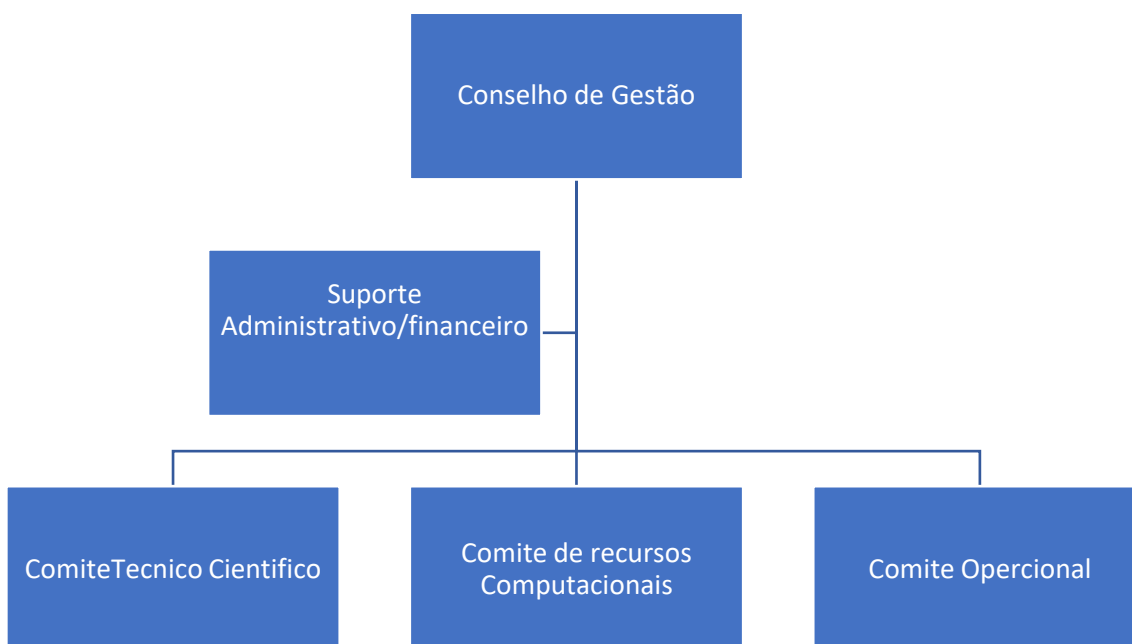 Conselho de Gestão
Suporte
Administrativo/financeiro
ComiteTecnico Cientifico
Comite de recursos
Computacionais
Comite Opercional